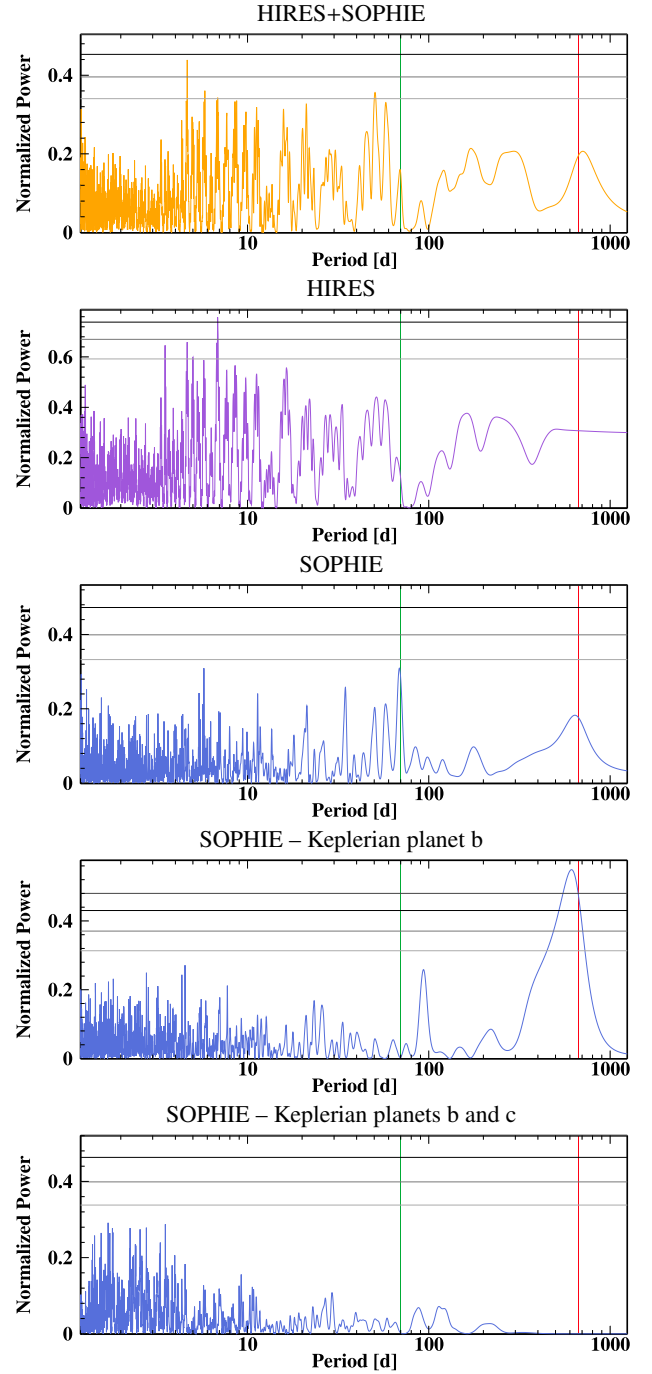 HIRES+SOPHIE
Normalized Power
0.4
0.2
0
10
100
1000
Period [d]
HIRES
Normalized Power
0.6
0.4
0.2
0
10
100
1000
Period [d]
SOPHIE
Normalized Power
0.4
0.2
0
10
100
1000
Period [d]
SOPHIE – Keplerian planet b
Normalized Power
0.4
0.2
0
10
100
1000
Period [d]
SOPHIE – Keplerian planets b and c
Normalized Power
0.4
0.2
0
10
100
1000
Period [d]